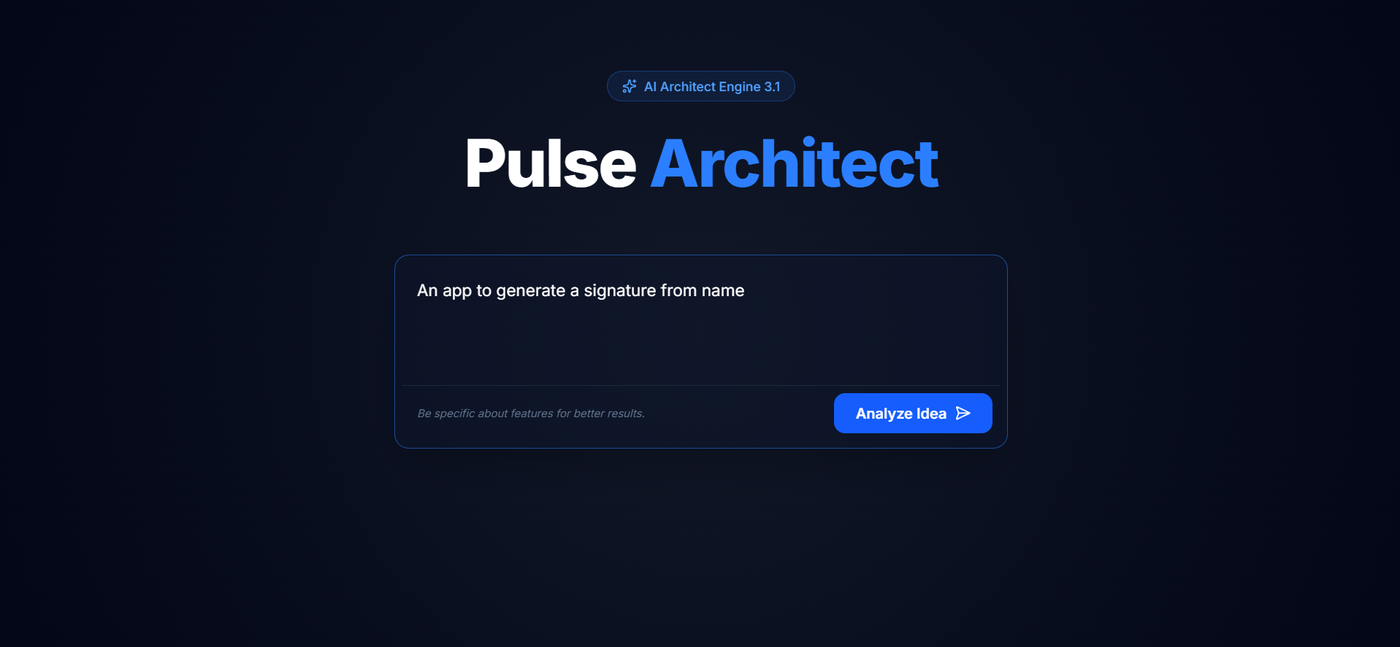 AI Architect Engine 3.1
Pulse Architect
An app to generate a signature from name
Be specific about features for better results.
Analyze Idea